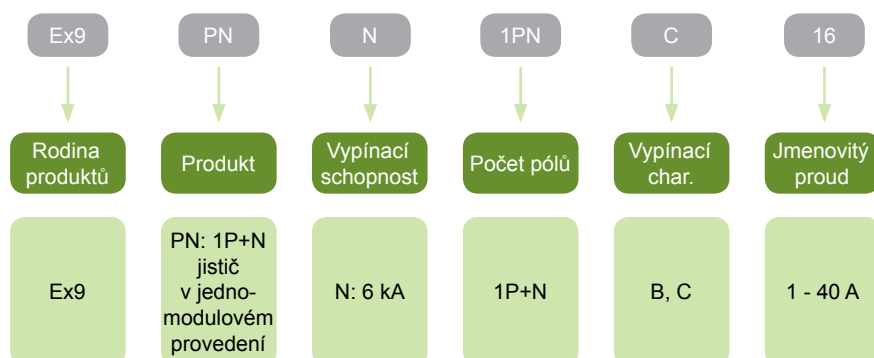 Ex9 PN N 1PN C 16
Rodina produktů
Produkt
Vypínací schopnost
Počet pólů
Vypínací char.
Jmenovitý proud
Ex9
PN: 1P+N
jistič
v jedno-
modulovém
provedení
N: 6 kA
1P+N
B, C
1 - 40 A